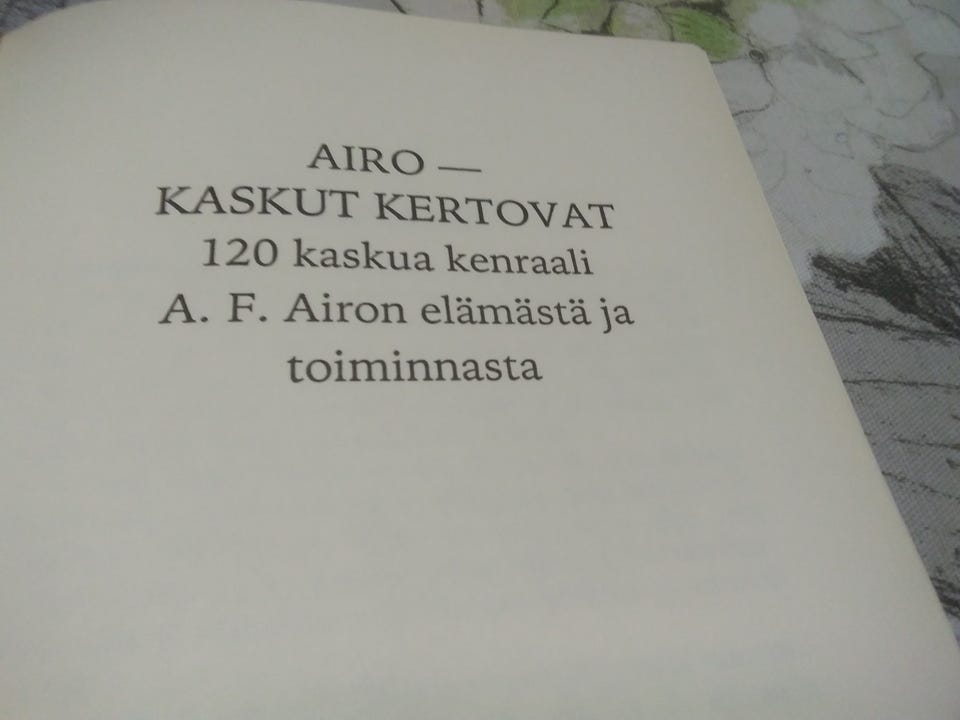 AIRO —
KASKUT KERTOVAT
120 kaskua kenraali
A. F. Airon elämästä ja
toiminnasta